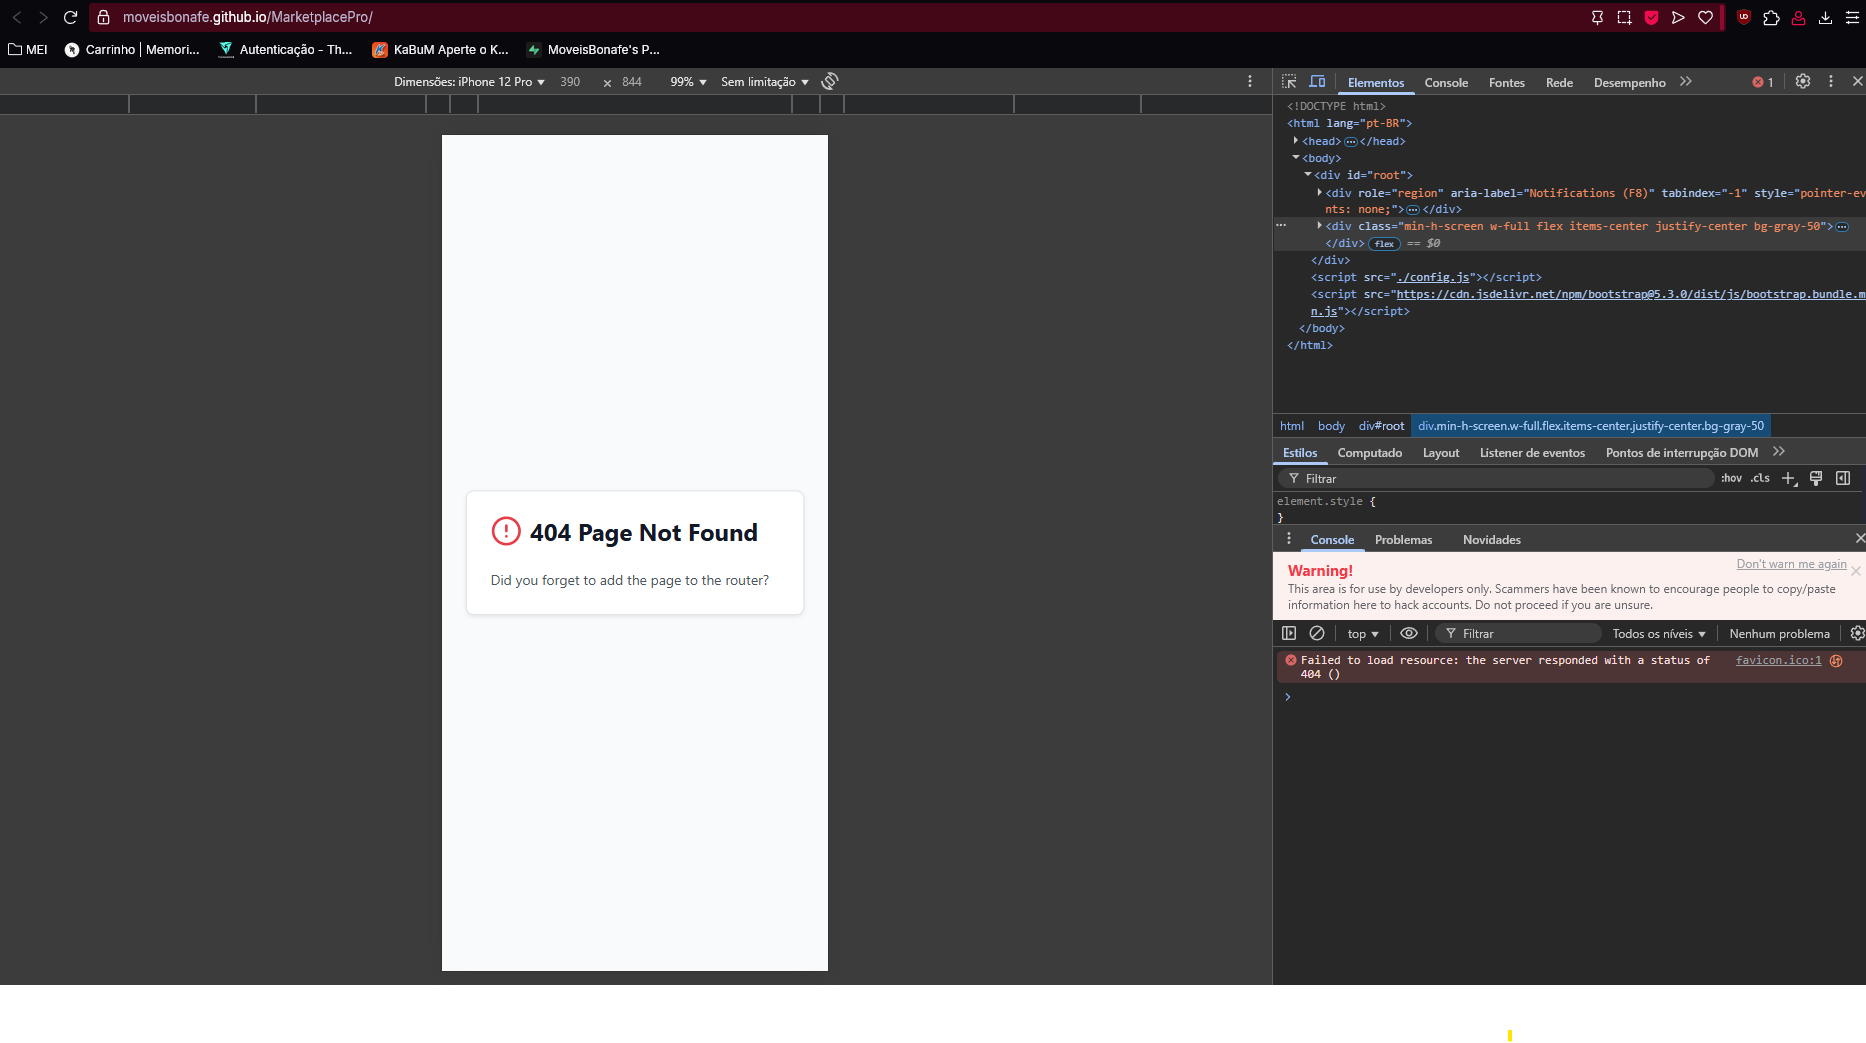 moveisbonafe.github.io/MarketplacePro/
MEI
Carrinho | Memori...
Autenticação - Th...
KaBuM Aperte o K...
MoveisBonafe's P...
Dimensões: iPhone 12 Pro 390 × 844 99% Sem limitação
404 Page Not Found
Did you forget to add the page to the router?
Elementos Console Fontes Rede Desempenho 1
<!DOCTYPE html>
<html lang="pt-BR">
<head></head>
<body>
<div id="root">
<div role="region" aria-label="Notifications (F8)" tabindex="-1" style="pointer-ev
nts: none;"></div>
<div class="min-h-screen w-full flex items-center justify-center bg-gray-50">
</div> flex == $0
</div>
<script src="./config.js"></script>
<script src="https://cdn.jsdelivr.net/npm/bootstrap@5.3.0/dist/js/bootstrap.bundle.m
n.js"></script>
</body>
</html>
html body div#root div.min-h-screen.w-full.flex.items-center.justify-center.bg-gray-50
Estilos Computado Layout Listener de eventos Pontos de interrupção DOM
Filtrar :hov .cls
element.style {
}
Console Problemas Novidades
Don't warn me again
Warning!
This area is for use by developers only. Scammers have been known to encourage people to copy/paste
information here to hack accounts. Do not proceed if you are unsure.
top Filtrar Todos os níveis Nenhum problema
Failed to load resource: the server responded with a status of favicon.ico:1
404 ()